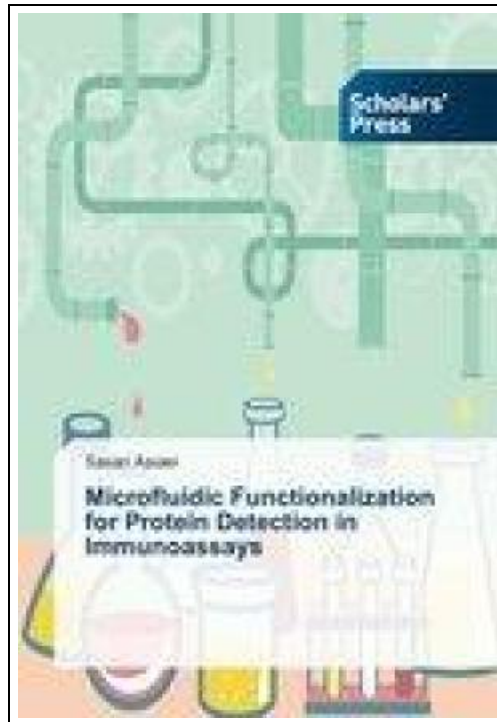 Scholars'
Press
Microfluidic Functionalization
for Protein Detection in
Immunoassays